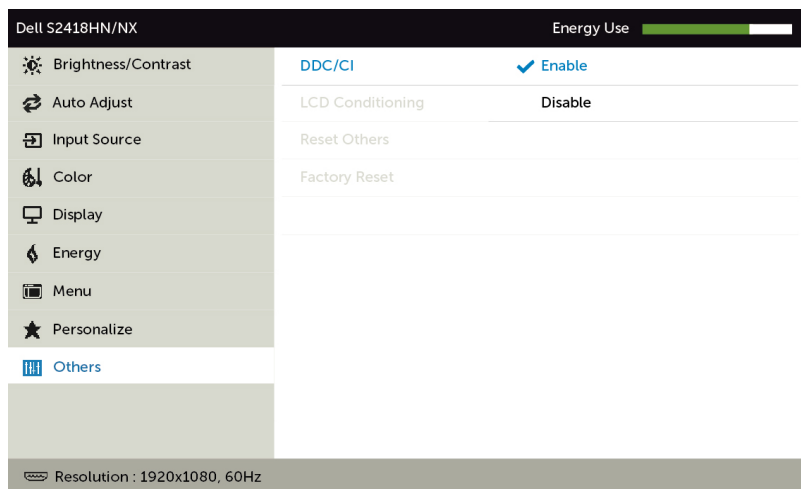 Dell S2418HN/NX Energy Use
Brightness/Contrast DDC/CI Enable
Auto Adjust LCD Conditioning Disable
Input Source Reset Others
Color Factory Reset
Display
Energy
Menu
Personalize
Others
Resolution : 1920x1080, 60Hz